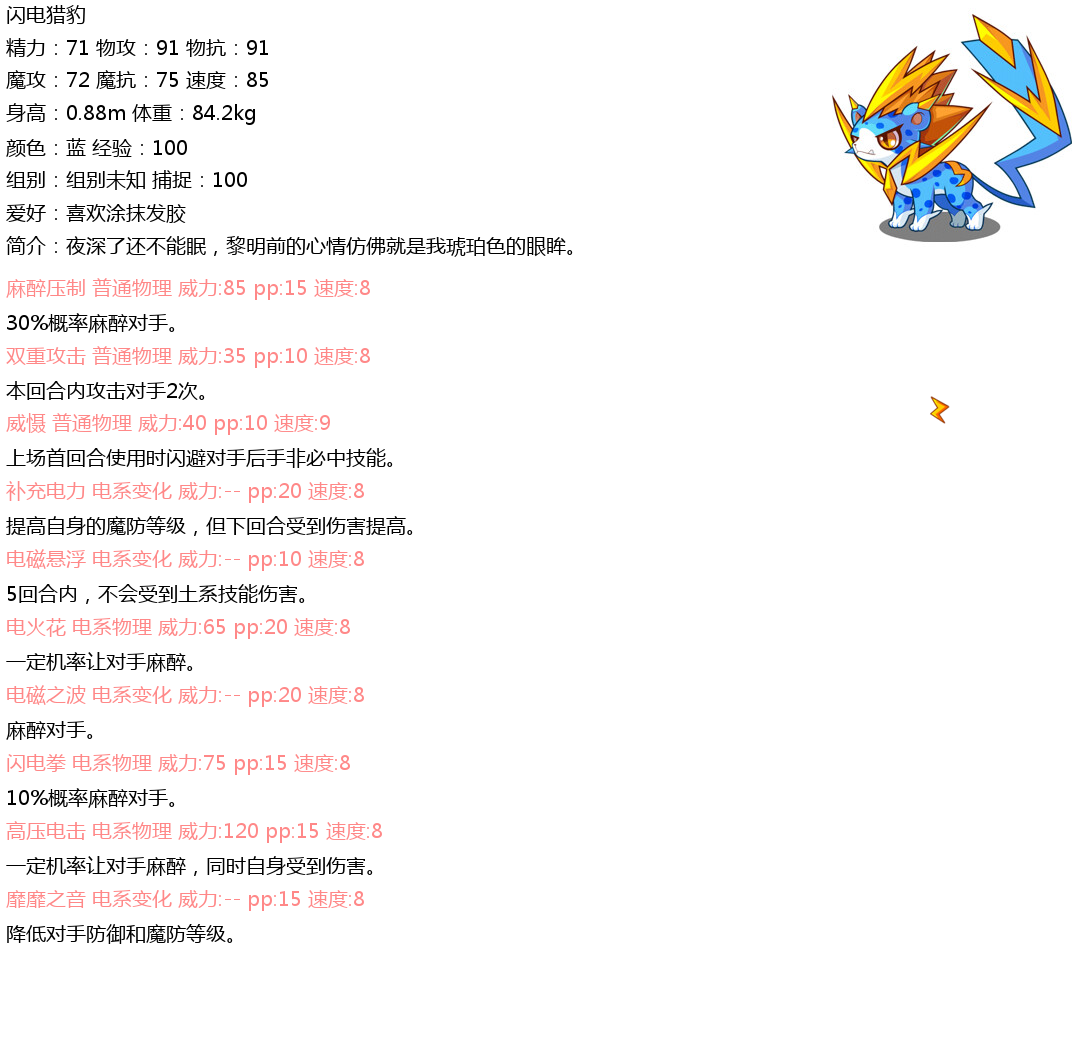 闪电猎豹
精力：71 物攻：91 物抗：91
魔攻：72 魔抗：75 速度：85
身高：0.88m 体重：84.2kg
颜色：蓝 经验：100
组别：组别未知 捕捉：100
爱好：喜欢涂抹发胶
简介：夜深了还不能眠，黎明前的心情仿佛就是我琥珀色的眼眸。
麻醉压制 普通物理 威力:85 pp:15 速度:8
30%概率麻醉对手。
双重攻击 普通物理 威力:35 pp:10 速度:8
本回合内攻击对手2次。
威慑 普通物理 威力:40 pp:10 速度:9
上场首回合使用时闪避对手后手非必中技能。
补充电力 电系变化 威力:-- pp:20 速度:8
提高自身的魔防等级，但下回合受到伤害提高。
电磁悬浮 电系变化 威力:-- pp:10 速度:8
5回合内，不会受到土系技能伤害。
电火花 电系物理 威力:65 pp:20 速度:8
一定机率让对手麻醉。
电磁之波 电系变化 威力:-- pp:20 速度:8
麻醉对手。
闪电拳 电系物理 威力:75 pp:15 速度:8
10%概率麻醉对手。
高压电击 电系物理 威力:120 pp:15 速度:8
一定机率让对手麻醉，同时自身受到伤害。
靡靡之音 电系变化 威力:-- pp:15 速度:8
降低对手防御和魔防等级。